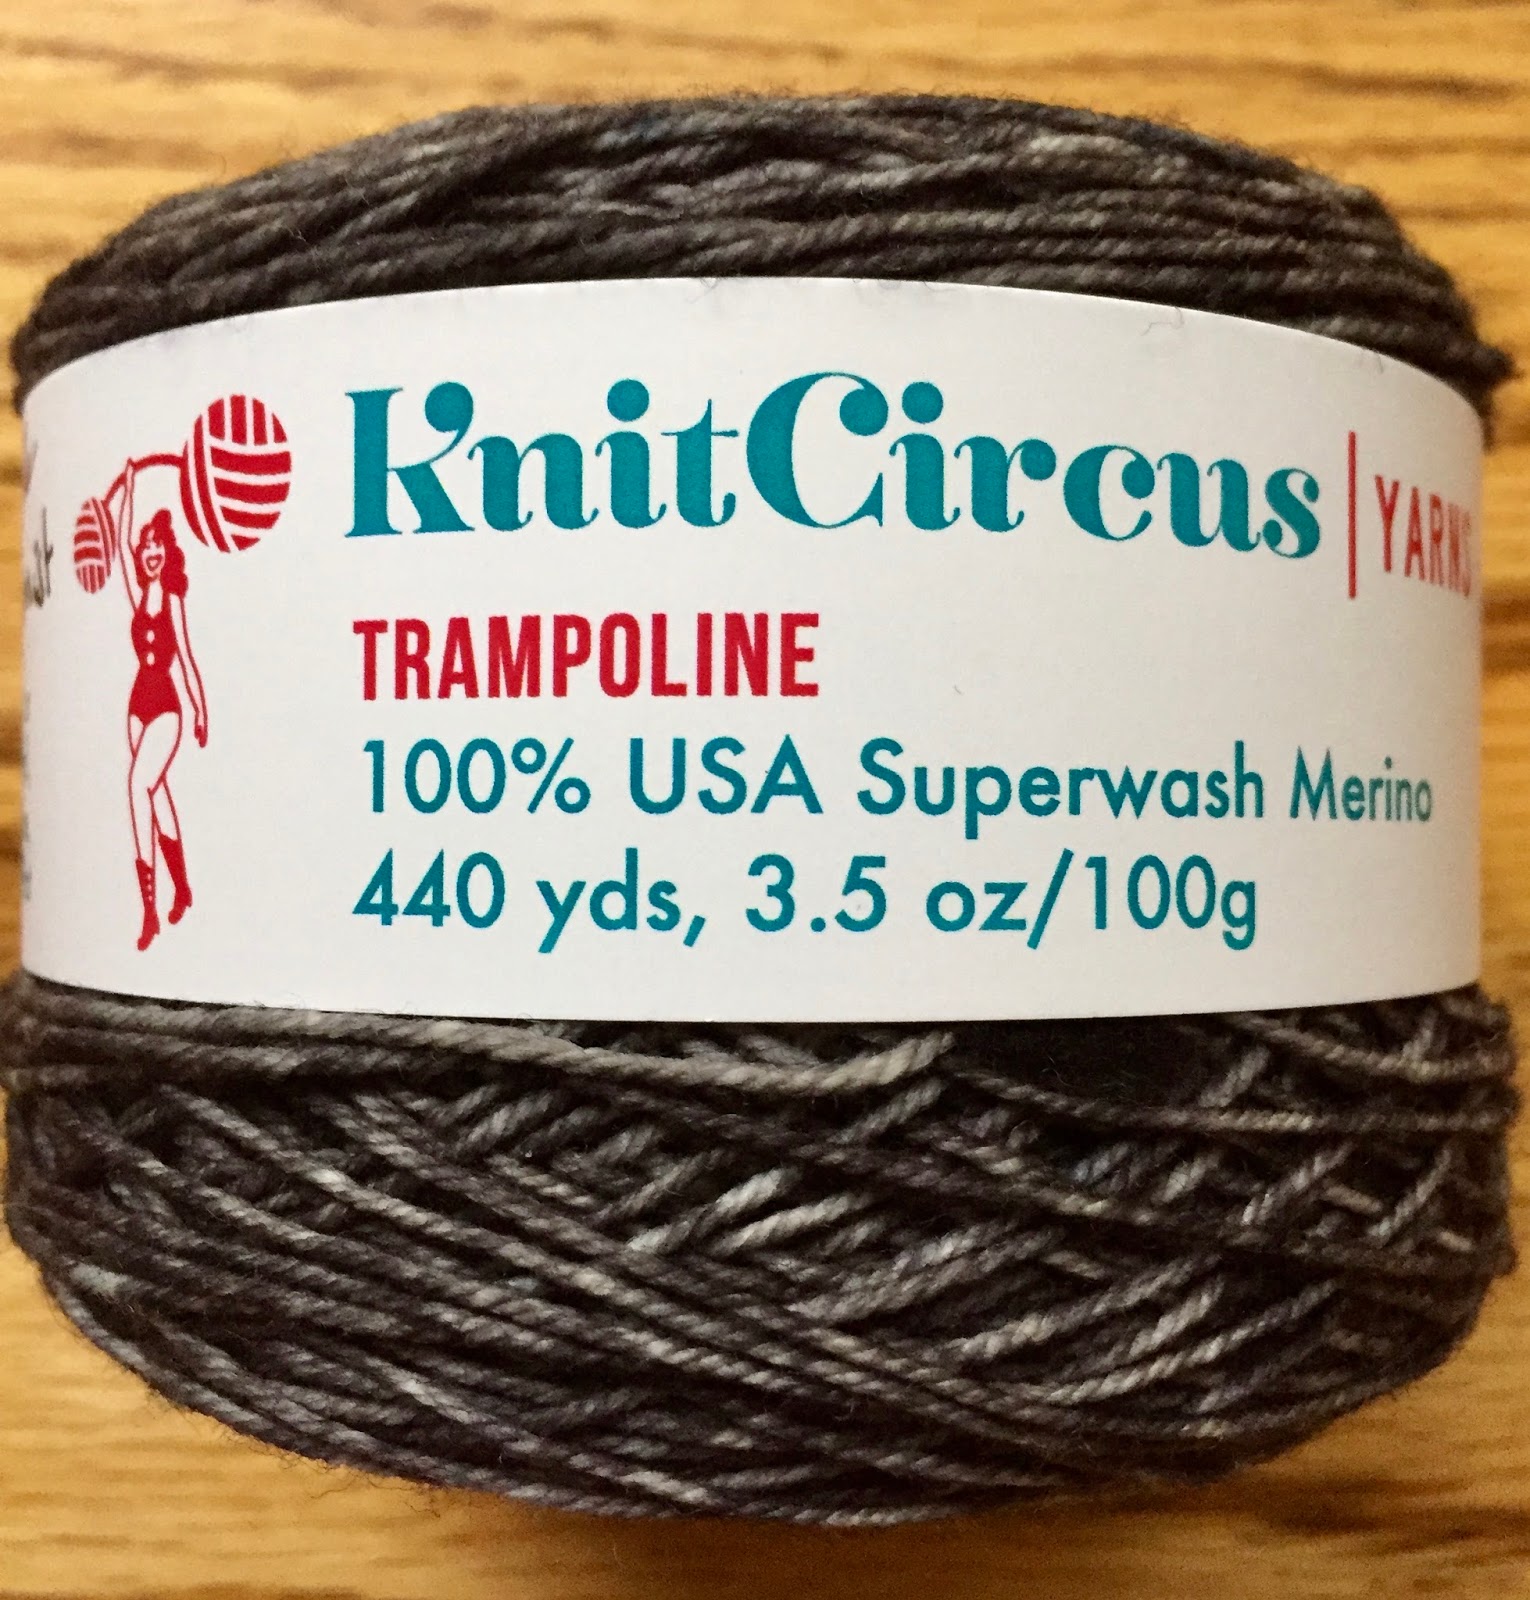 KnitCircus | YARNS
TRAMPOLINE
100% USA Superwash Merino
440 yds, 3.5 oz/100g